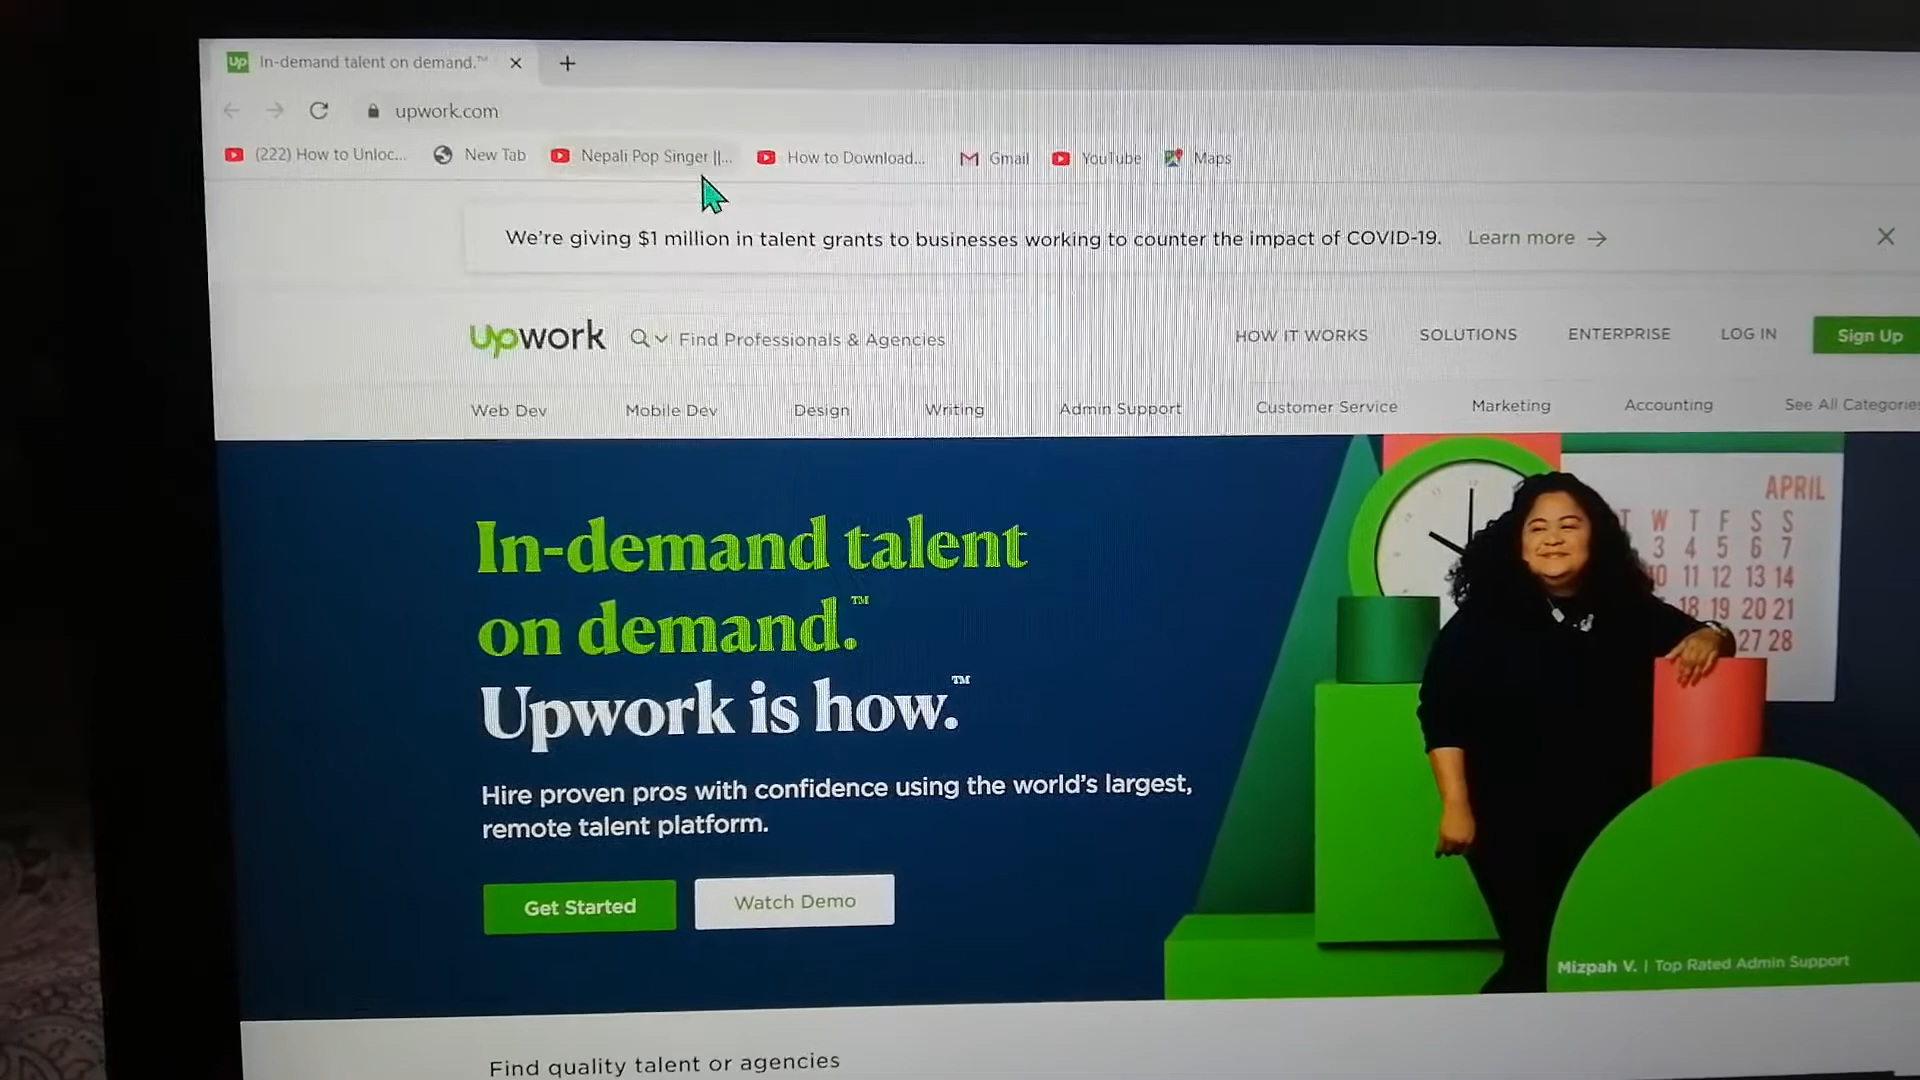 up In-demand talent on demand.™
upwork.com
(222) How to Unloc... New Tab Nepali Pop Singer ||... How to Download... Gmail YouTube Maps
We're giving $1 million in talent grants to businesses working to counter the impact of COVID-19. Learn more →
upwork Find Professionals & Agencies HOW IT WORKS SOLUTIONS ENTERPRISE LOG IN Sign Up
Web Dev Mobile Dev Design Writing Admin Support Customer Service Marketing Accounting See All Categories
In-demand talent
on demand.™
Upwork is how.™
Hire proven pros with confidence using the world's largest,
remote talent platform.
Get Started Watch Demo
APRIL
T W T F S S
3 4 5 6 7
10 11 12 13 14
18 19 20 21
27 28
Mizpah V. | Top Rated Admin Support
Find quality talent or agencies